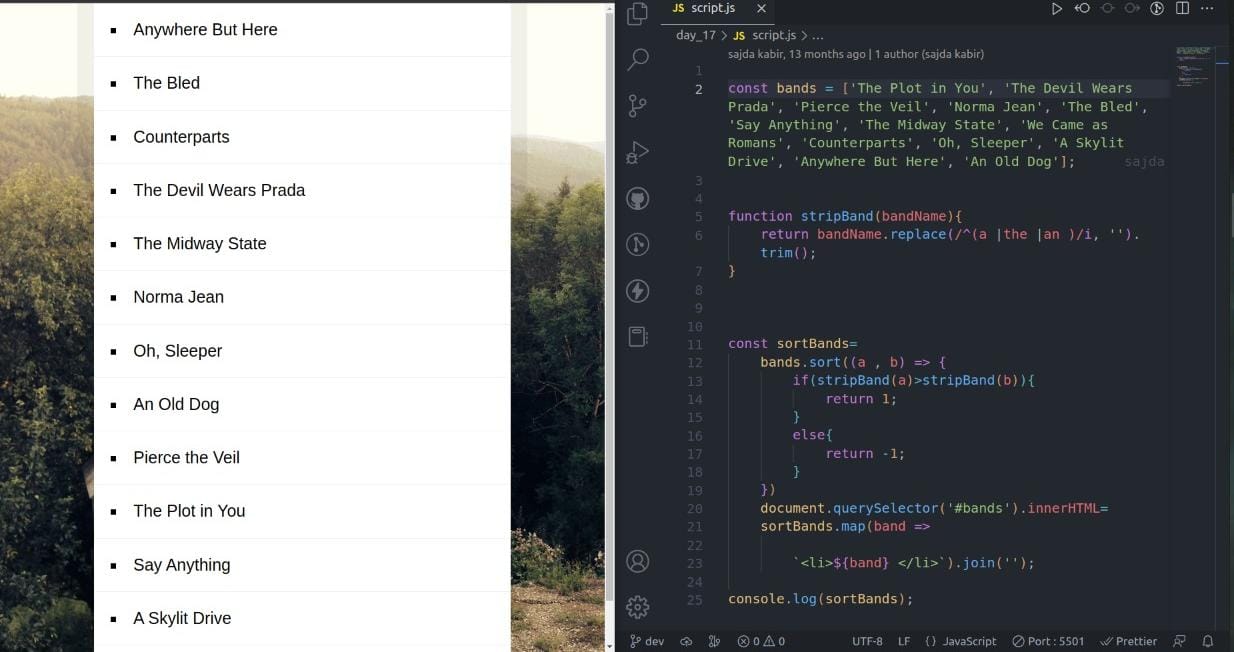 Anywhere But Here
The Bled
Counterparts
The Devil Wears Prada
The Midway State
Norma Jean
Oh, Sleeper
An Old Dog
Pierce the Veil
The Plot in You
Say Anything
A Skylit Drive
JS script.js
day_17 > JS script.js > ...
sajda kabir, 13 months ago | 1 author (sajda kabir)
1
2 const bands = ['The Plot in You', 'The Devil Wears
Prada', 'Pierce the Veil', 'Norma Jean', 'The Bled',
'Say Anything', 'The Midway State', 'We Came as
Romans', 'Counterparts', 'Oh, Sleeper', 'A Skylit
Drive', 'Anywhere But Here', 'An Old Dog']; sajda
3
4
5 function stripBand(bandName){
6 return bandName.replace(/^(a |the |an )/i, '').
trim();
7 }
8
9
10
11 const sortBands=
12 bands.sort((a , b) => {
13 if(stripBand(a)>stripBand(b)){
14 return 1;
15 }
16 else{
17 return -1;
18 }
19 })
20 document.querySelector('#bands').innerHTML=
21 sortBands.map(band =>
22
23 `<li>${band} </li>`).join('');
24
25 console.log(sortBands);
dev 0 0 UTF-8 LF {} JavaScript Port : 5501 Prettier